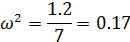 ω² = 1.2/7 = 0.17